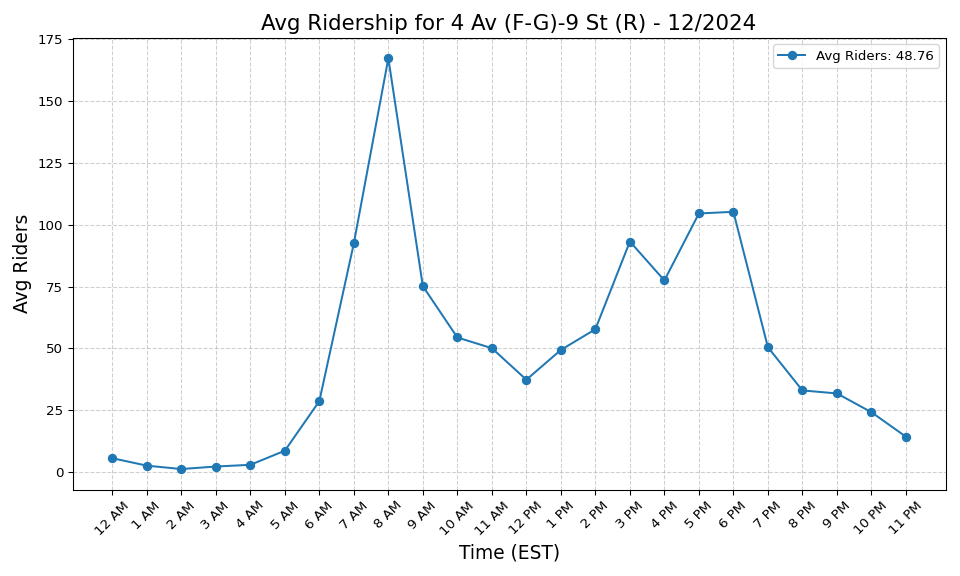 Avg Ridership for 4 Av (F-G)-9 St (R) - 12/2024
Avg Riders: 48.76
Avg Riders
175
150
125
100
75
50
25
0
12 AM
1 AM
2 AM
3 AM
4 AM
5 AM
6 AM
7 AM
8 AM
9 AM
10 AM
11 AM
12 PM
1 PM
2 PM
3 PM
4 PM
5 PM
6 PM
7 PM
8 PM
9 PM
10 PM
11 PM
Time (EST)